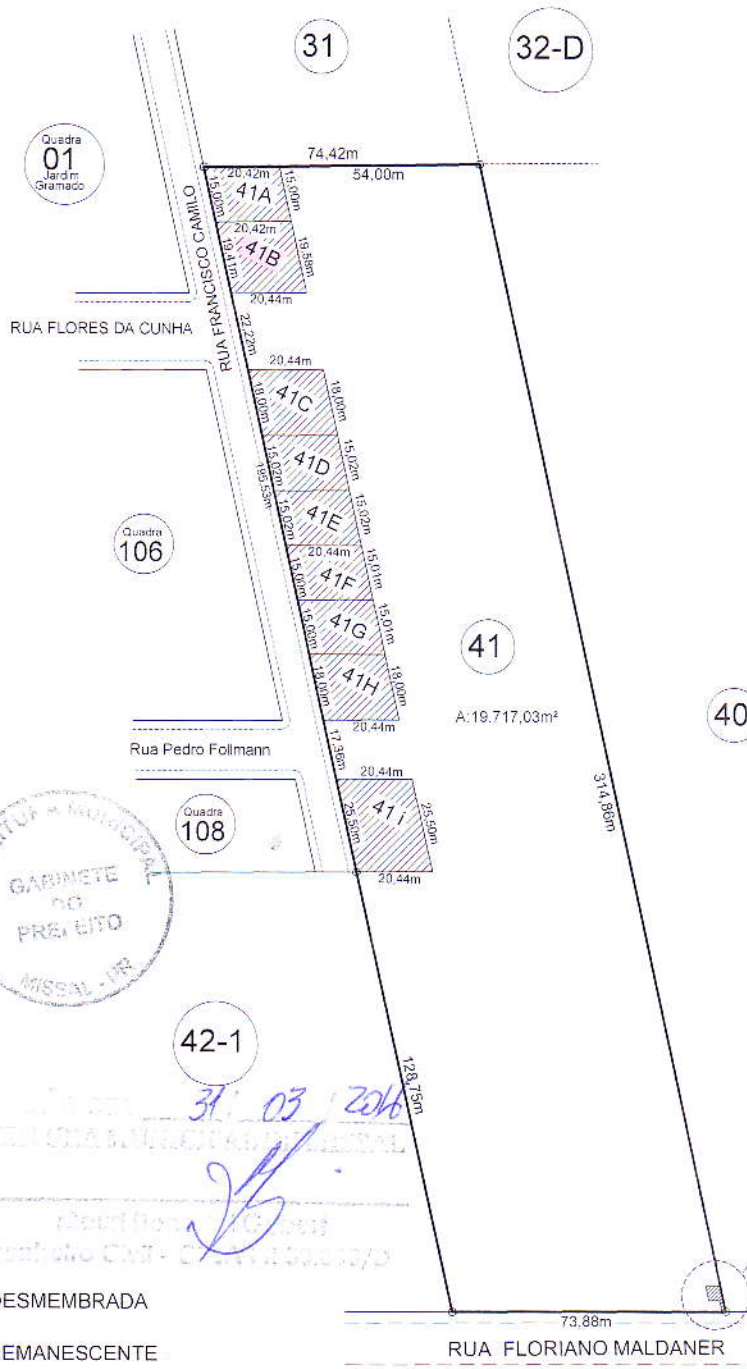 31
32-D
Quadra
01
Jardim
Gramado
74,42m
54,00m
20,42m
15,00m
15,00m
41A
20,42m
19,41m
41B
19,58m
20,44m
RUA FRANCISCO CAMILO
RUA FLORES DA CUNHA
22,22m
20,44m
18,00m
41C
18,00m
15,02m
41D
15,02m
195,53m
15,02m
41E
15,02m
20,44m
15,00m
41F
15,01m
15,00m
41G
15,01m
18,00m
41H
18,00m
20,44m
Quadra
106
41
A:19.717,03m²
40
Rua Pedro Follmann
17,36m
20,44m
25,50m
41 i
25,50m
20,44m
Quadra
108
314,86m
MUNICIPAL
GABINETE
DO
PREFEITO
MISSAL - PR
42-1
128,75m
31 / 03 /
DESMEMBRADA
EMANESCENTE
73,88m
RUA FLORIANO MALDANER